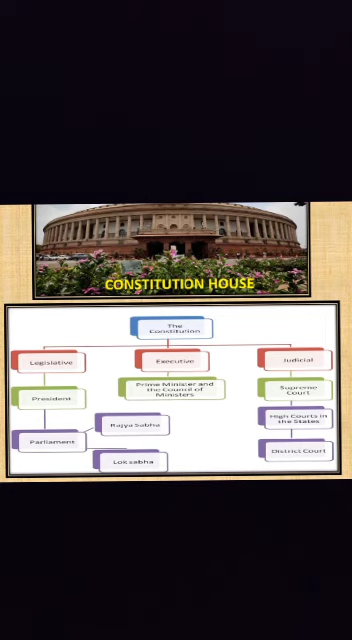 CONSTITUTION HOUSE
The
Constitution
Legislative
Executive
Judicial
President
Prime Minister and
the Council of
Ministers
Supreme
Court
Parliament
Rajya Sabha
Lok sabha
High Courts in
the States
District Court